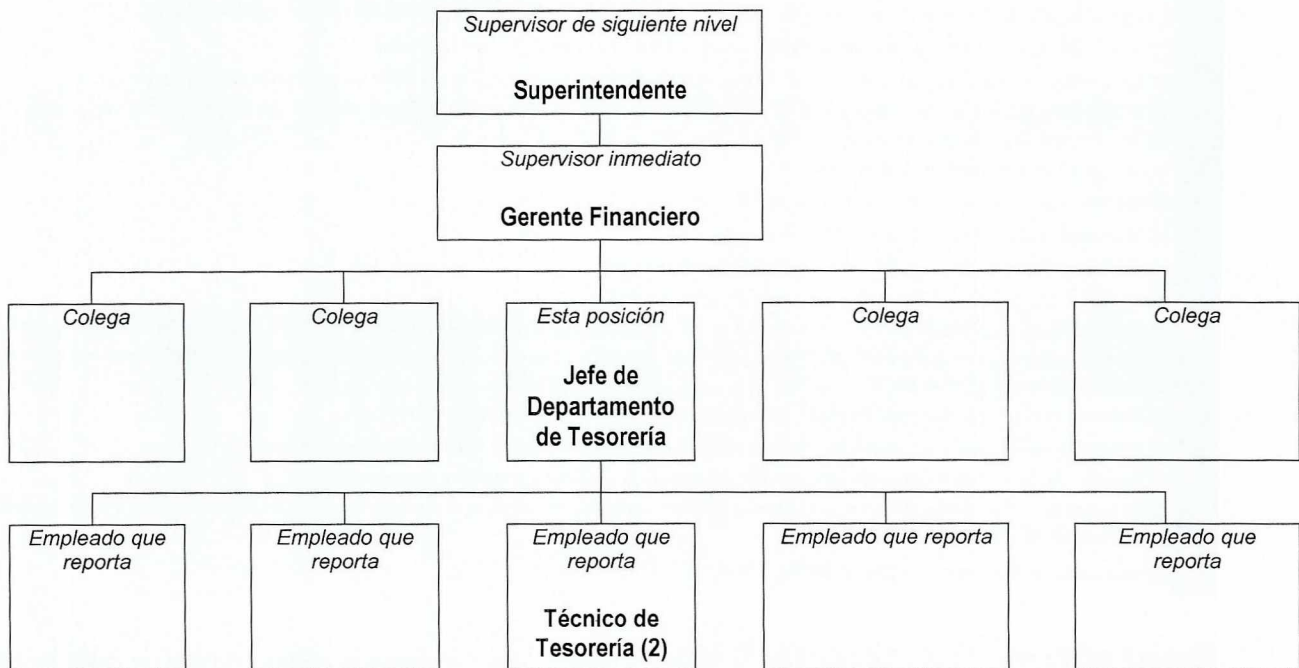 Supervisor de siguiente nivel
Superintendente
Supervisor inmediato
Gerente Financiero
Colega
Colega
Esta posición
Jefe de
Departamento
de Tesorería
Colega
Colega
Empleado que
reporta
Empleado que
reporta
Empleado que
reporta
Técnico de
Tesorería (2)
Empleado que reporta
Empleado que
reporta